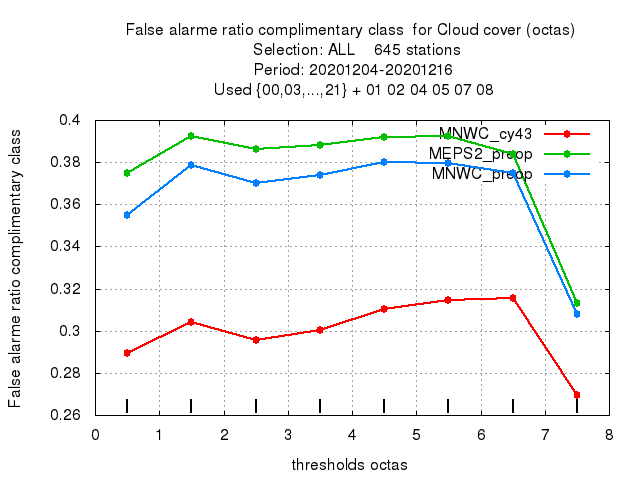 False alarme ratio complimentary class  for Cloud cover (octas)
Selection: ALL    645 stations
Period: 20201204-20201216
Used {00,03,...,21} + 01 02 04 05 07 08
False alarme ratio complimentary class
0.4
0.38
0.36
0.34
0.32
0.3
0.28
0.26
MNWC_cy43
MEPS2_preop
MNWC_preop
0 1 2 3 4 5 6 7 8
thresholds octas